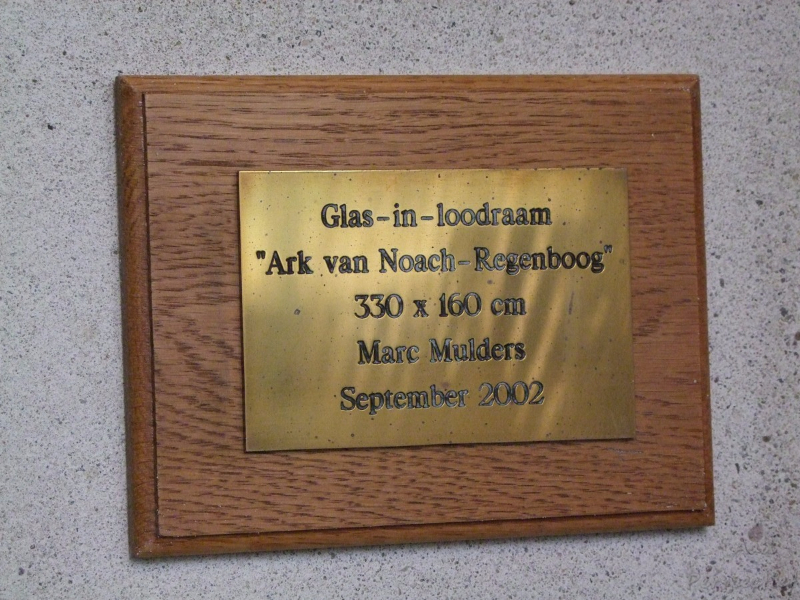 Glas-in-loodraam
"Ark van Noach-Regenboog"
330 x 160 cm
Marc Mulders
September 2002